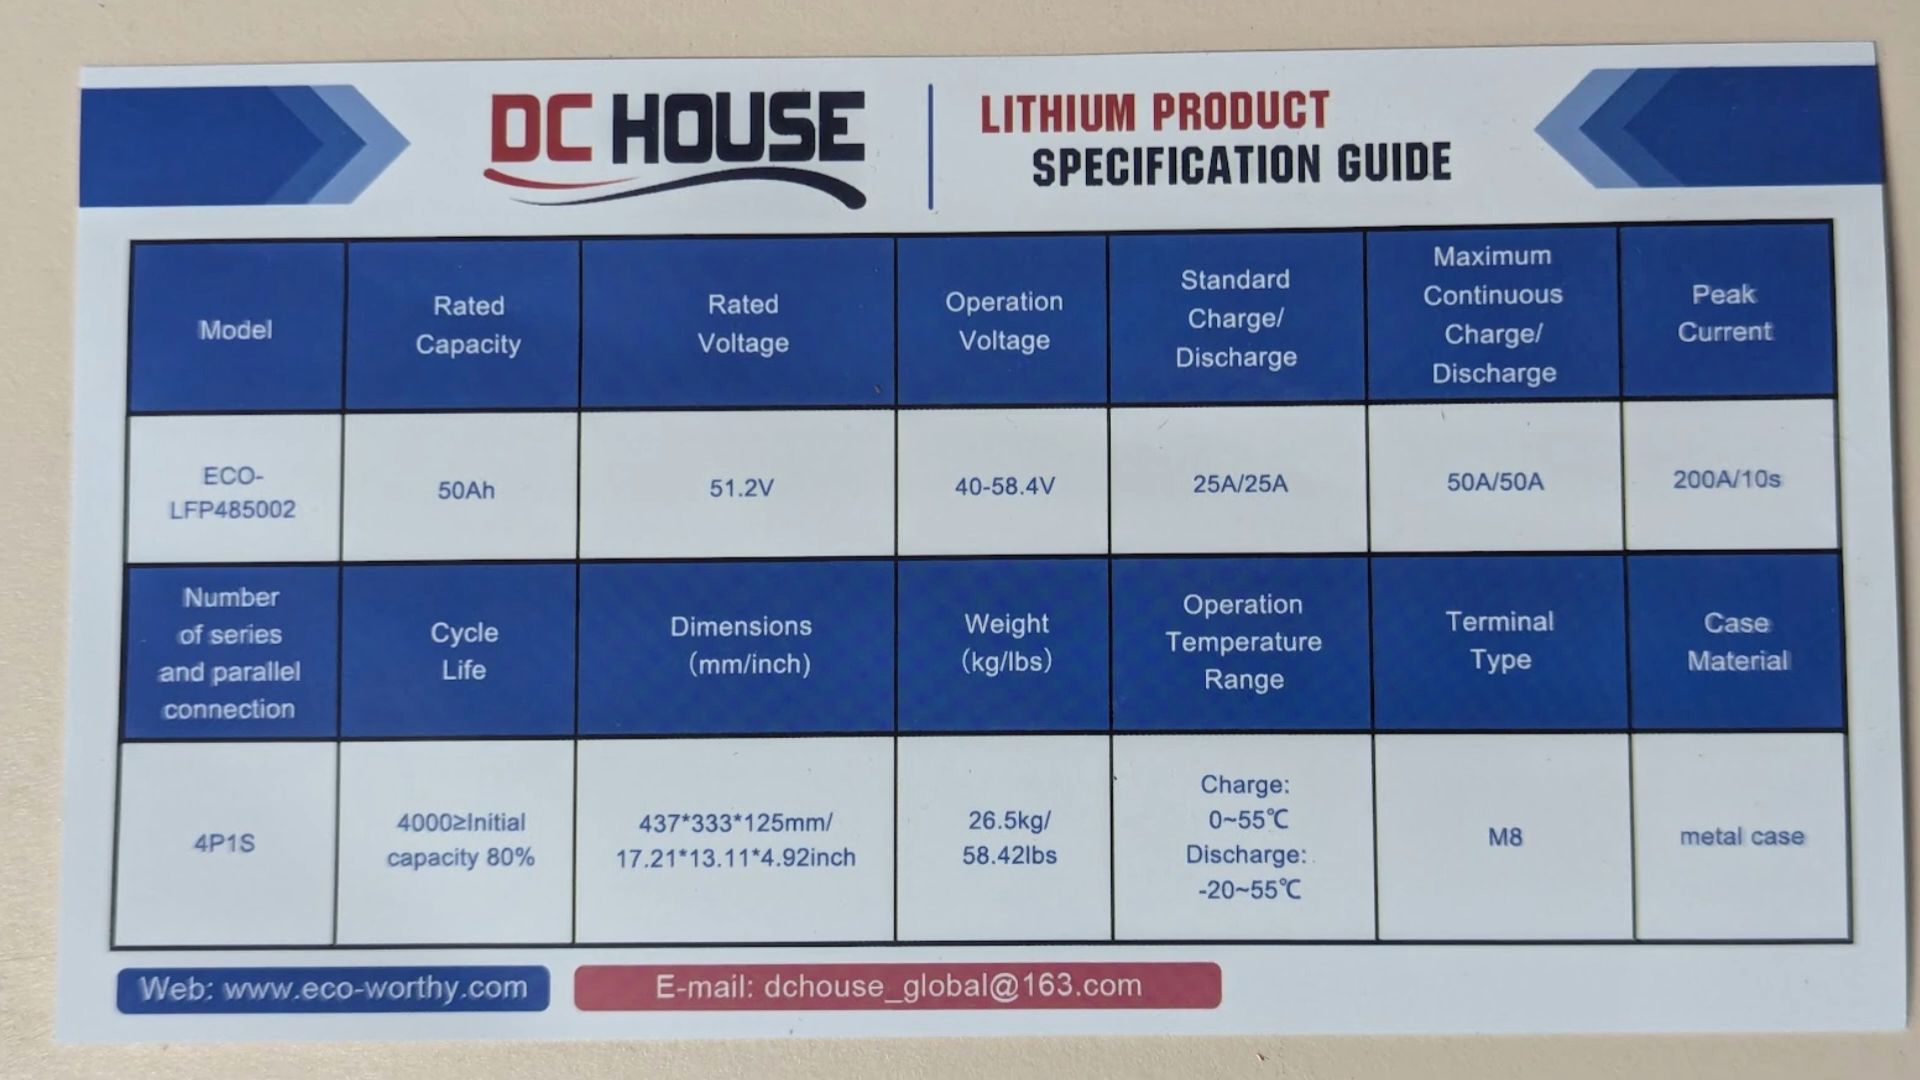 DC HOUSE
LITHIUM PRODUCT
SPECIFICATION GUIDE
Model
Rated
Capacity
Rated
Voltage
Operation
Voltage
Standard
Charge/
Discharge
Maximum
Continuous
Charge/
Discharge
Peak
Current
ECO-
LFP485002
50Ah
51.2V
40-58.4V
25A/25A
50A/50A
200A/10s
Number
of series
and parallel
connection
Cycle
Life
Dimensions
(mm/inch)
Weight
(kg/lbs)
Operation
Temperature
Range
Terminal
Type
Case
Material
4P1S
4000≥Initial
capacity 80%
437*333*125mm/
17.21*13.11*4.92inch
26.5kg/
58.42lbs
Charge:
0~55℃
Discharge:
-20~55℃
M8
metal case
Web: www.eco-worthy.com
E-mail: dchouse_global@163.com